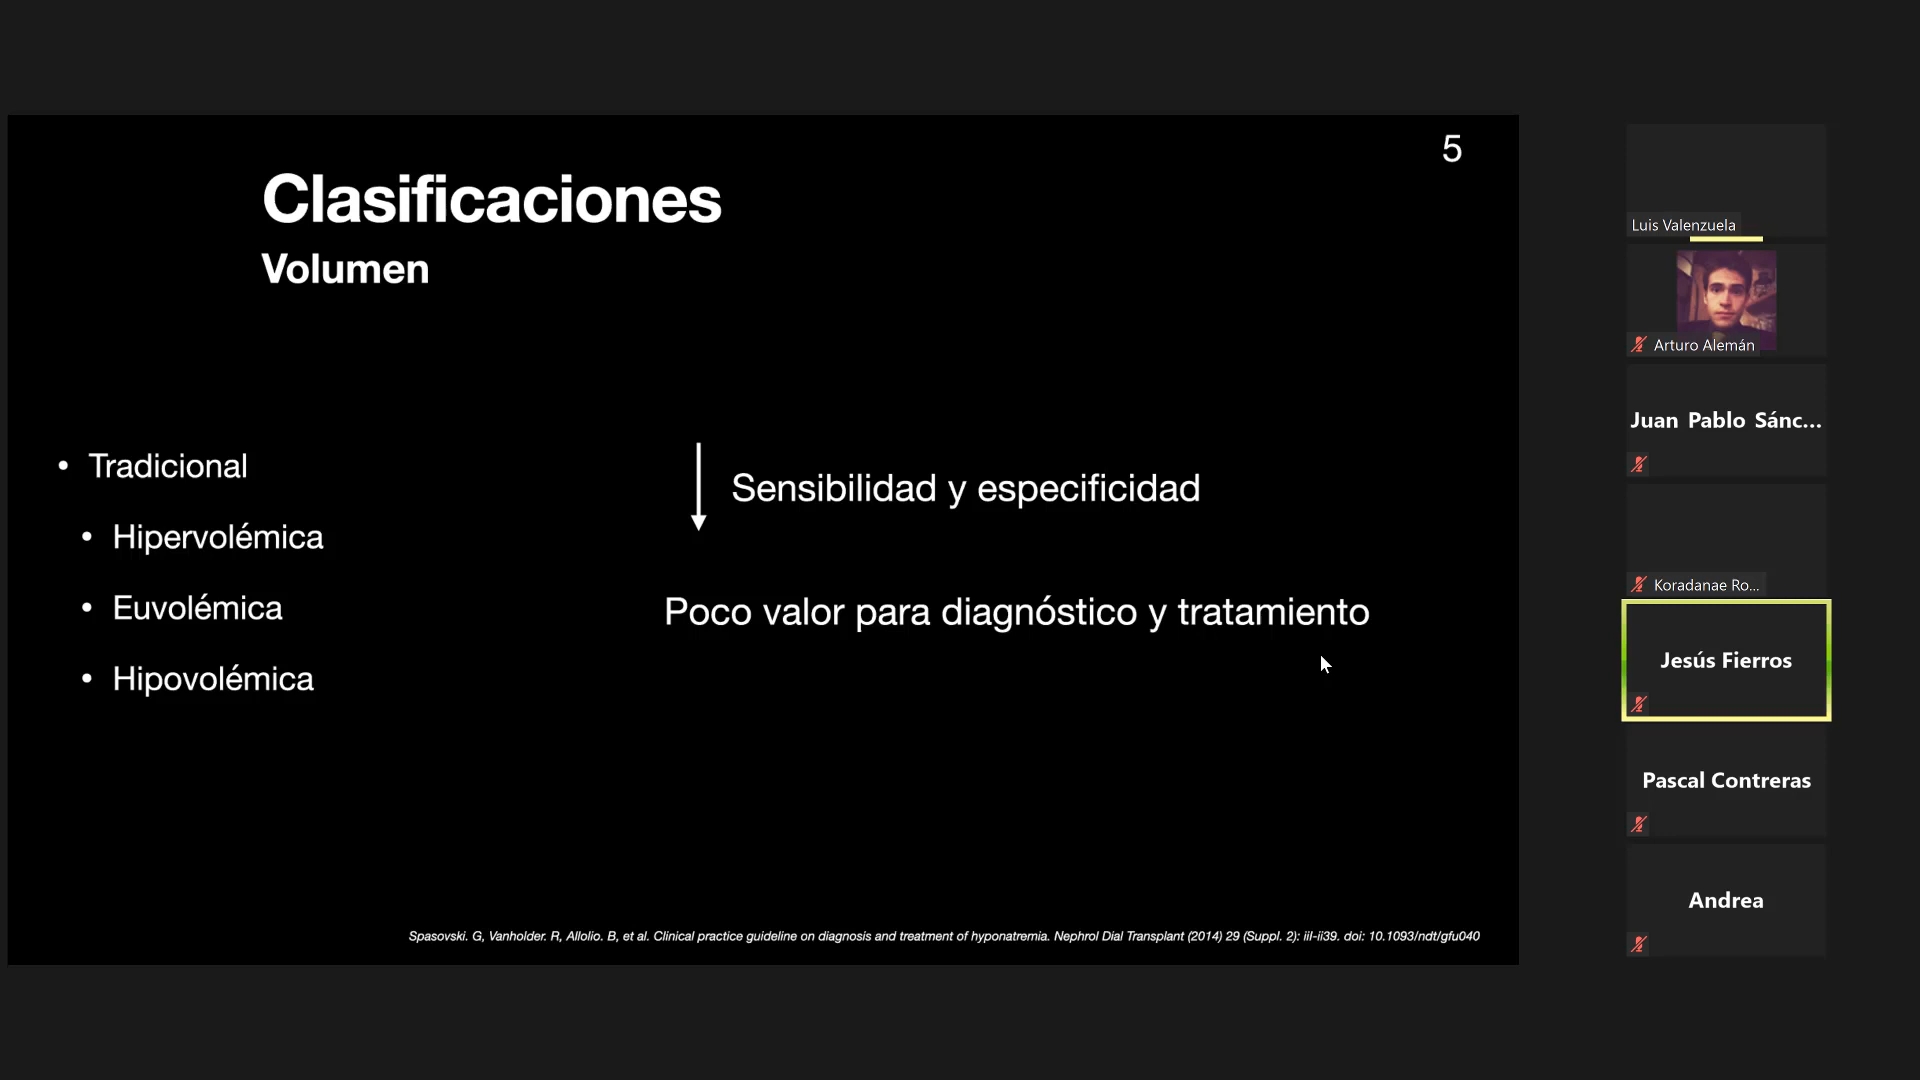 5
Clasificaciones
Volumen
• Tradicional
• Hipervolémica
• Euvolémica
• Hipovolémica
Sensibilidad y especificidad
Poco valor para diagnóstico y tratamiento
Spasovski. G, Vanholder. R, Allolio. B, et al. Clinical practice guideline on diagnosis and treatment of hyponatremia. Nephrol Dial Transplant (2014) 29 (Suppl. 2): iil-ii39. doi: 10.1093/ndt/gfu040
Luis Valenzuela
Arturo Alemán
Juan Pablo Sánc...
Koradanae Ro...
Jesús Fierros
Pascal Contreras
Andrea